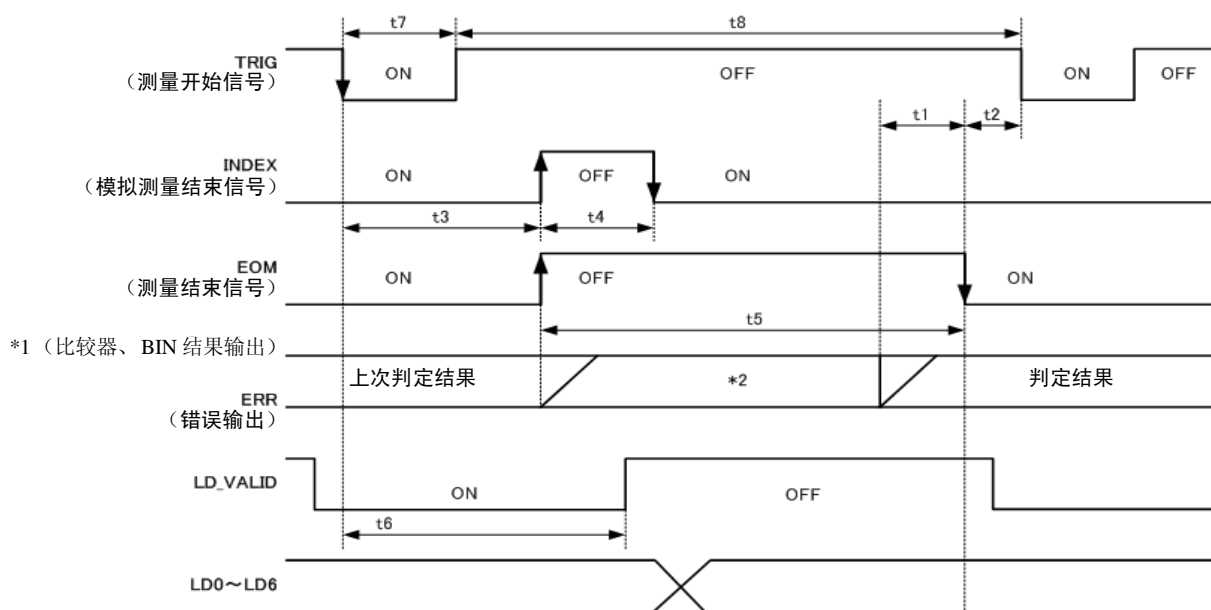 t7 t8
TRIG
（测量开始信号） ON OFF ON OFF
t1 t2
INDEX
（模拟测量结束信号） ON OFF ON
t3 t4
EOM
（测量结束信号） ON OFF ON
t5
*1（比较器、BIN 结果输出）
上次判定结果 *2 判定结果
ERR
（错误输出）
LD_VALID ON OFF
t6
LD0～LD6